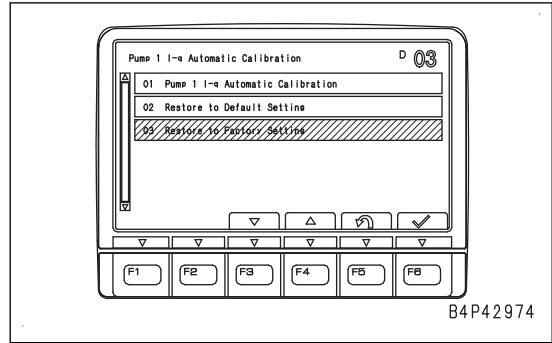 Pump 1 I-q Automatic Calibration D 03
01 Pump 1 I-q Automatic Calibration
02 Restore to Default Setting
03 Restore to Factory Setting
F1 F2 F3 F4 F5 F6
B4P42974